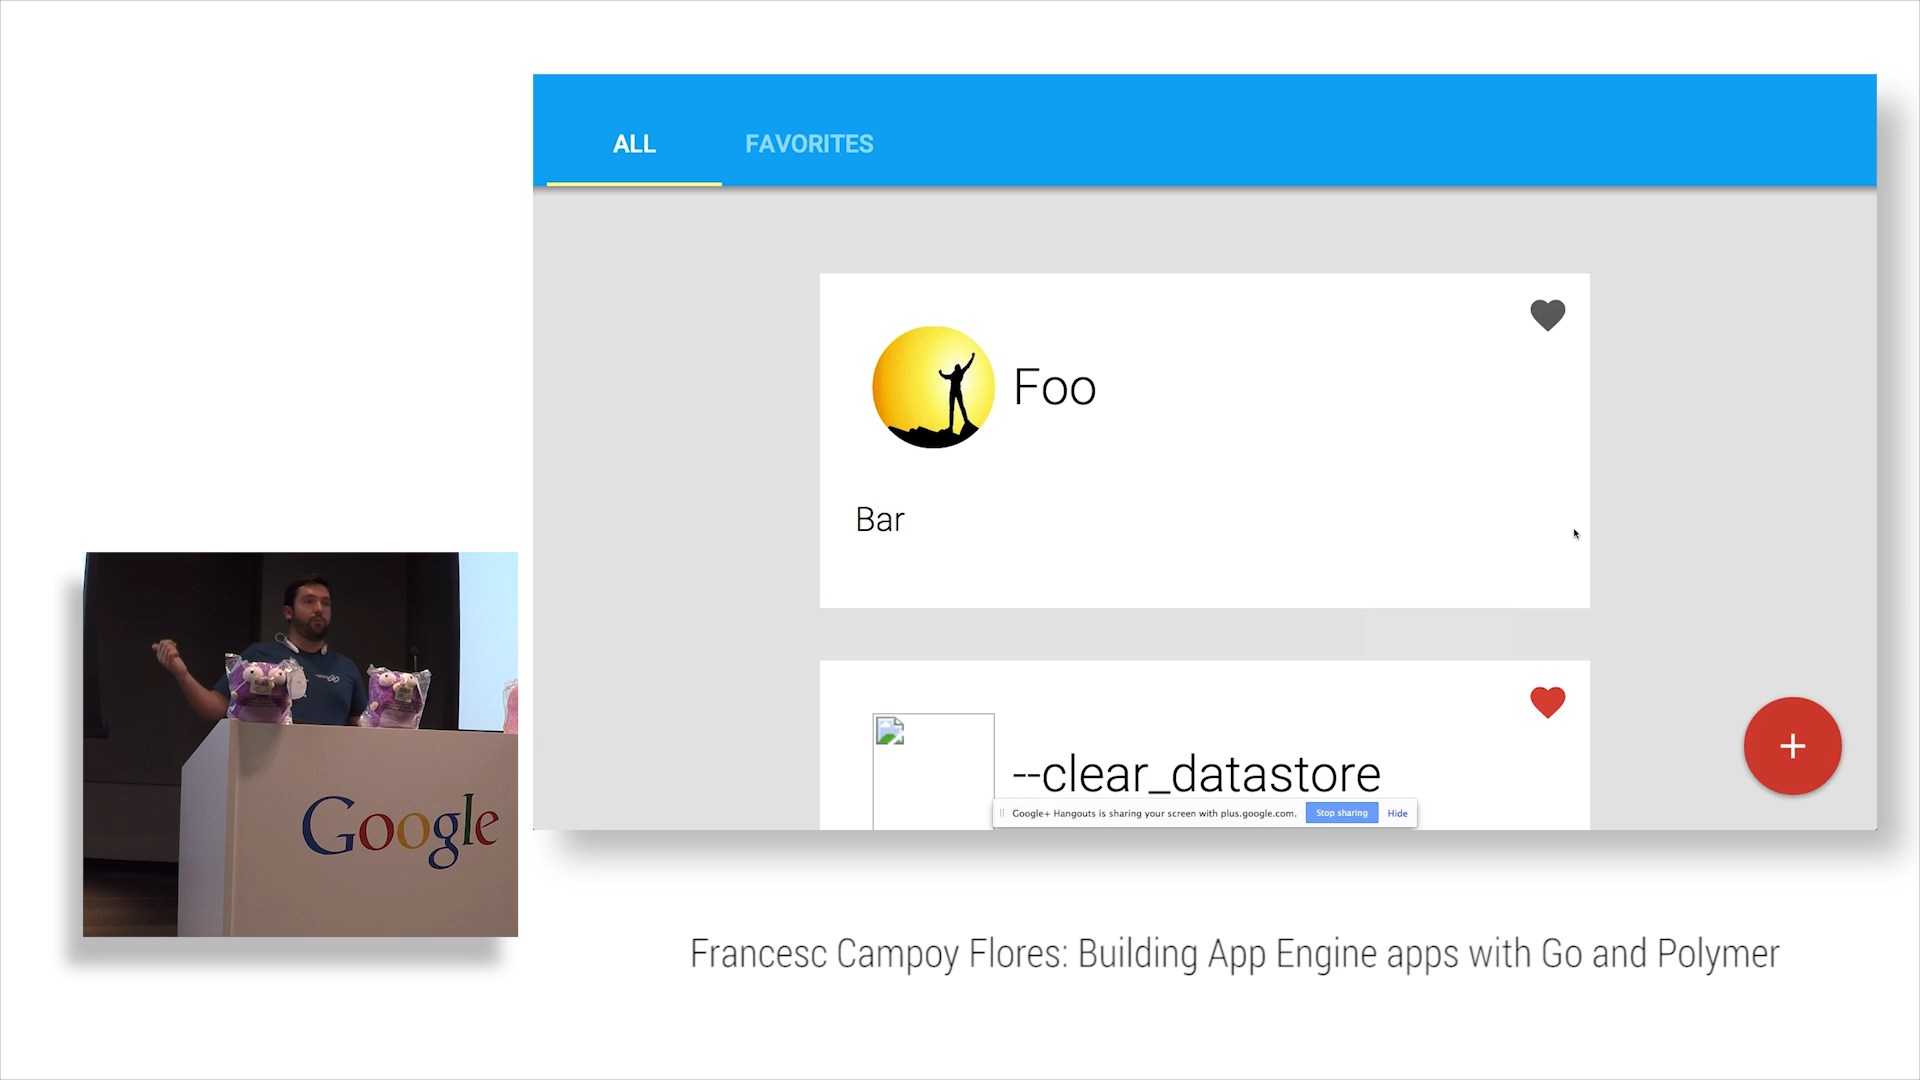 ALL FAVORITES
Foo
Bar
--clear_datastore
Google+ Hangouts is sharing your screen with plus.google.com. Stop sharing Hide
Google
Francesc Campoy Flores: Building App Engine apps with Go and Polymer